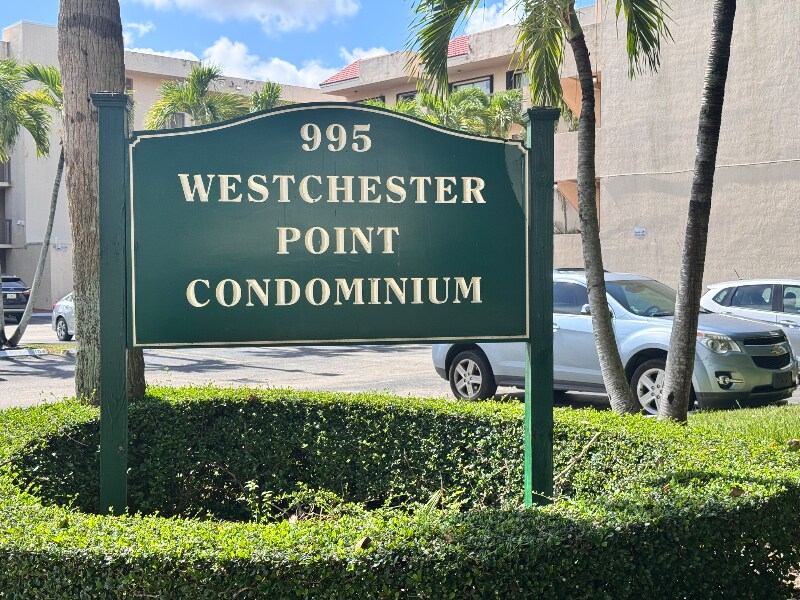 995
WESTCHESTER
POINT
CONDOMINIUM